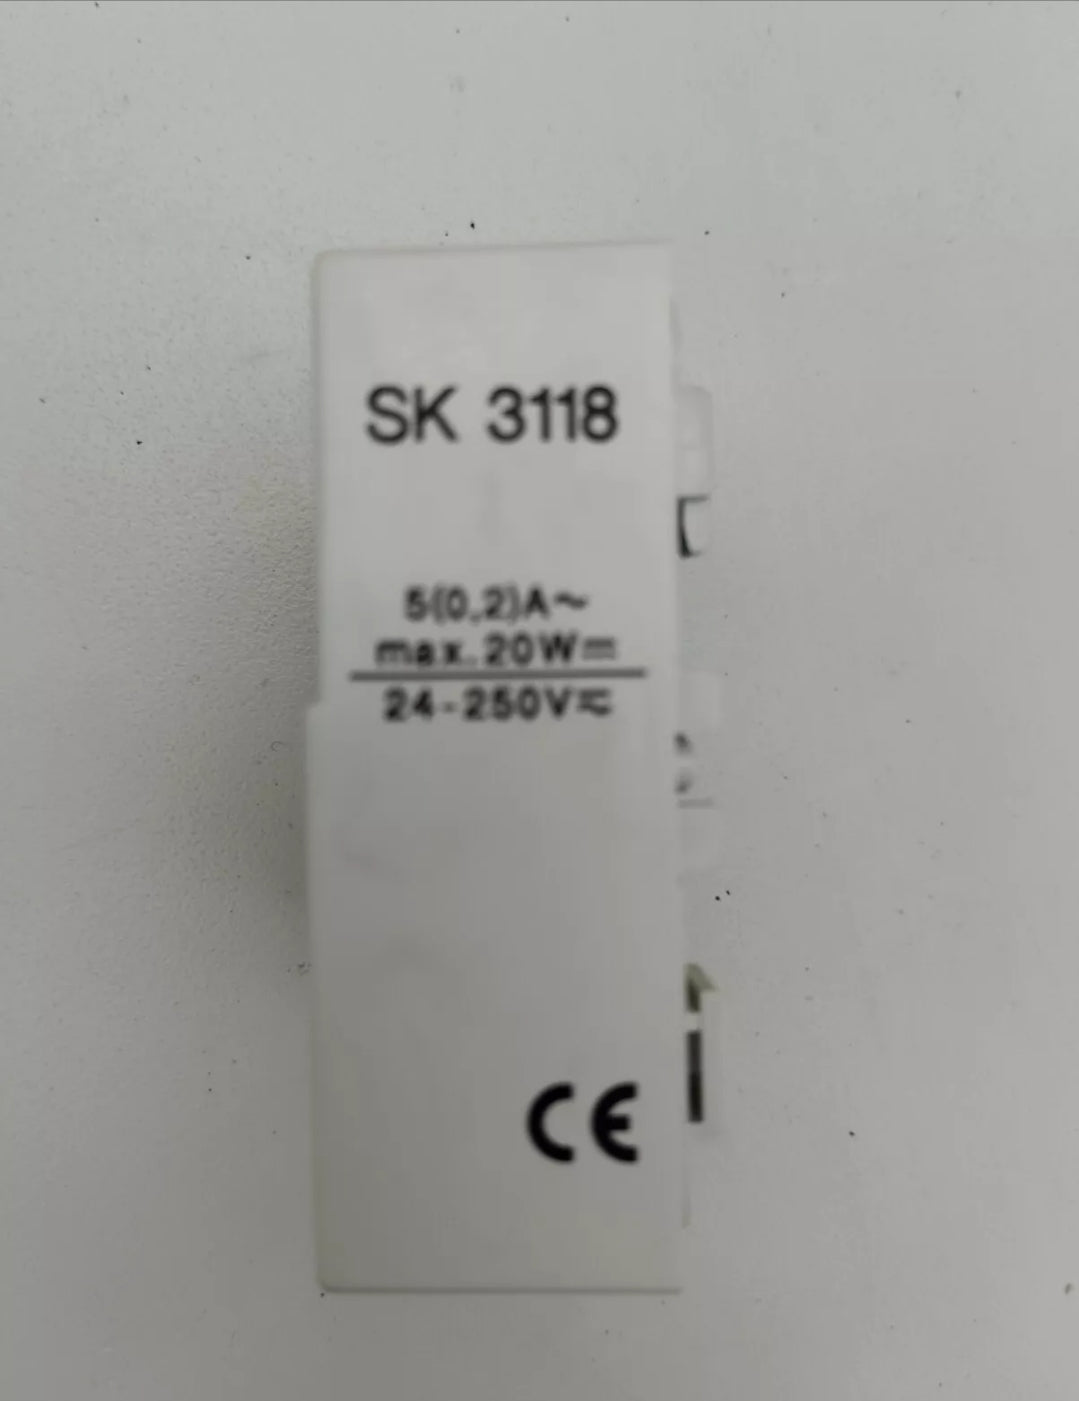 SK 3118
5(0,2)A~
max. 20W⎓
24-250V≂
CE